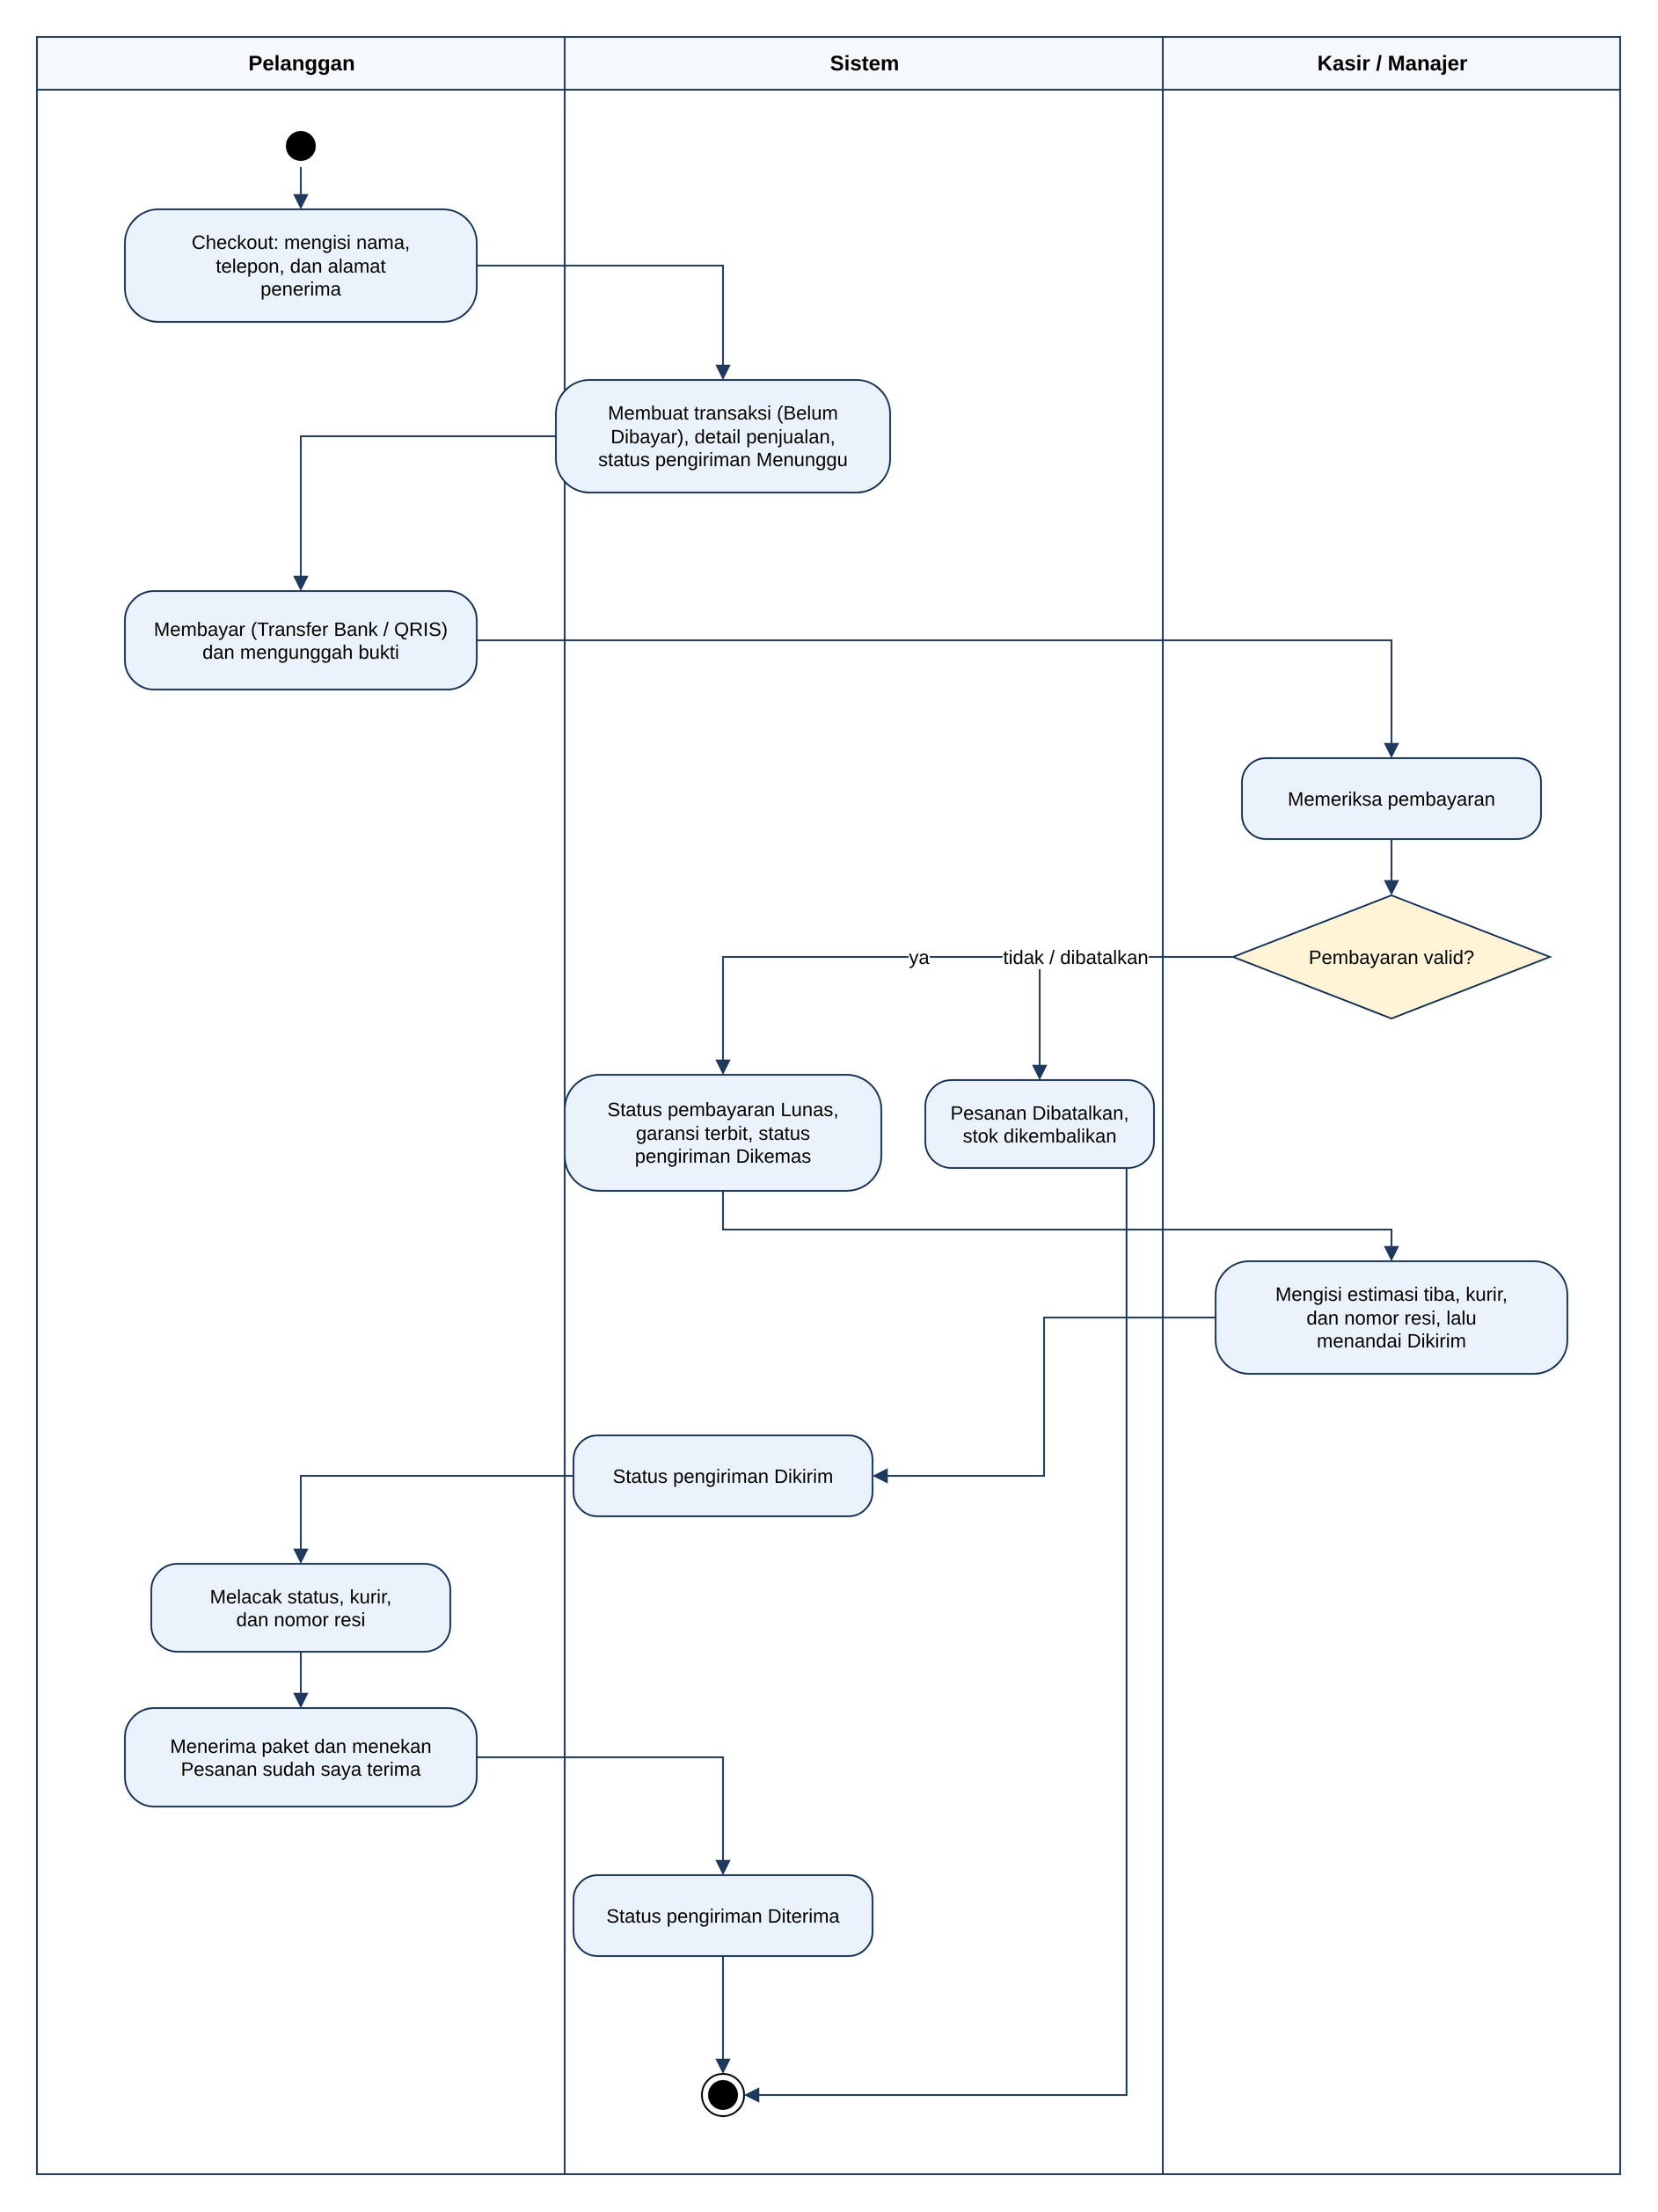 Pelanggan
Sistem
Kasir / Manajer
Checkout: mengisi nama,
telepon, dan alamat
penerima
Membuat transaksi (Belum
Dibayar), detail penjualan,
status pengiriman Menunggu
Membayar (Transfer Bank / QRIS)
dan mengunggah bukti
Memeriksa pembayaran
Pembayaran valid?
ya
tidak / dibatalkan
Status pembayaran Lunas,
garansi terbit, status
pengiriman Dikemas
Pesanan Dibatalkan,
stok dikembalikan
Mengisi estimasi tiba, kurir,
dan nomor resi, lalu
menandai Dikirim
Status pengiriman Dikirim
Melacak status, kurir,
dan nomor resi
Menerima paket dan menekan
Pesanan sudah saya terima
Status pengiriman Diterima